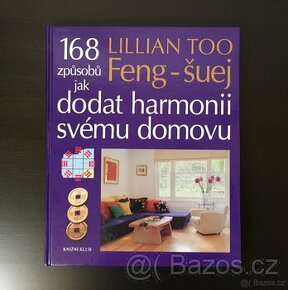 168 LILLIAN TOO
způsobů Feng-šuej
jak
dodat harmonii
svému domovu
KNIŽNÍ KLUB
@( Bazos.cz